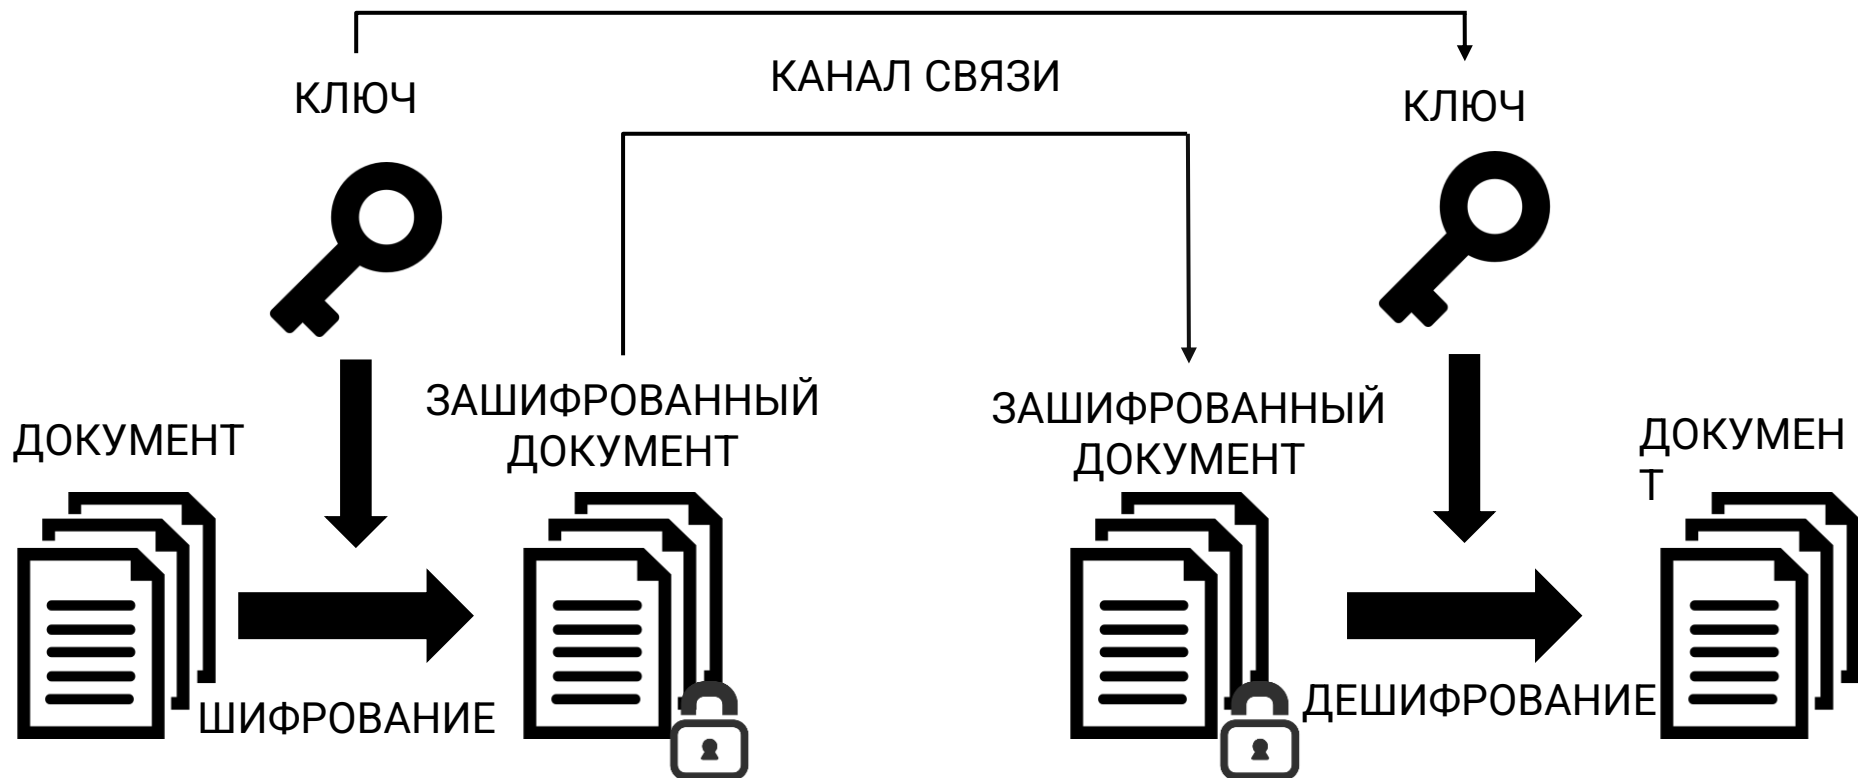 КЛЮЧ
КАНАЛ СВЯЗИ
КЛЮЧ
ДОКУМЕНТ
ЗАШИФРОВАННЫЙ
ДОКУМЕНТ
ЗАШИФРОВАННЫЙ
ДОКУМЕНТ
ДОКУМЕН
Т
ШИФРОВАНИЕ
ДЕШИФРОВАНИЕ